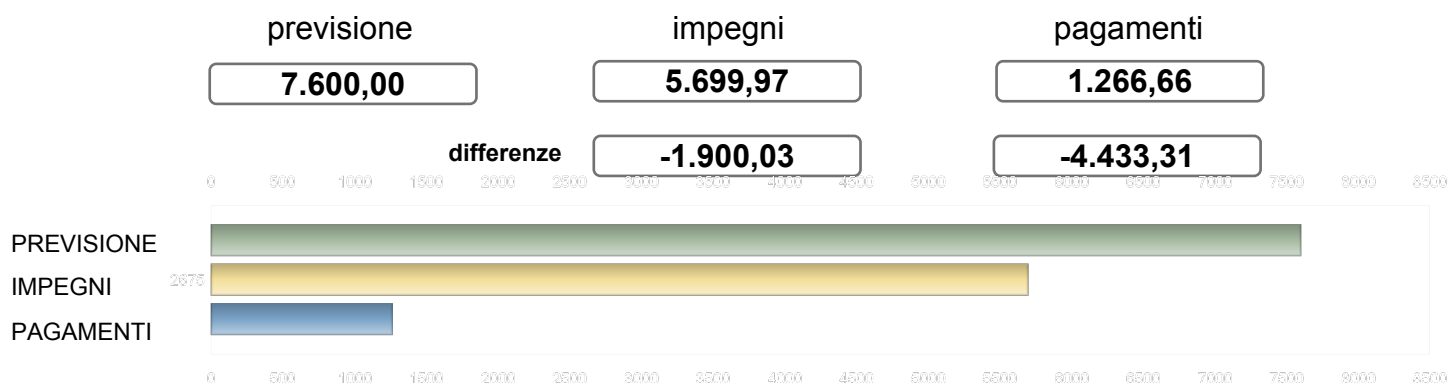 previsione impegni pagamenti
7.600,00 5.699,97 1.266,66
differenze -1.900,03 -4.433,31
0 500 1000 1500 2000 2500 3000 3500 4000 4500 5000 5500 6000 6500 7000 7500 8000 8500
PREVISIONE
2675
IMPEGNI
PAGAMENTI
0 500 1000 1500 2000 2500 3000 3500 4000 4500 5000 5500 6000 6500 7000 7500 8000 8500